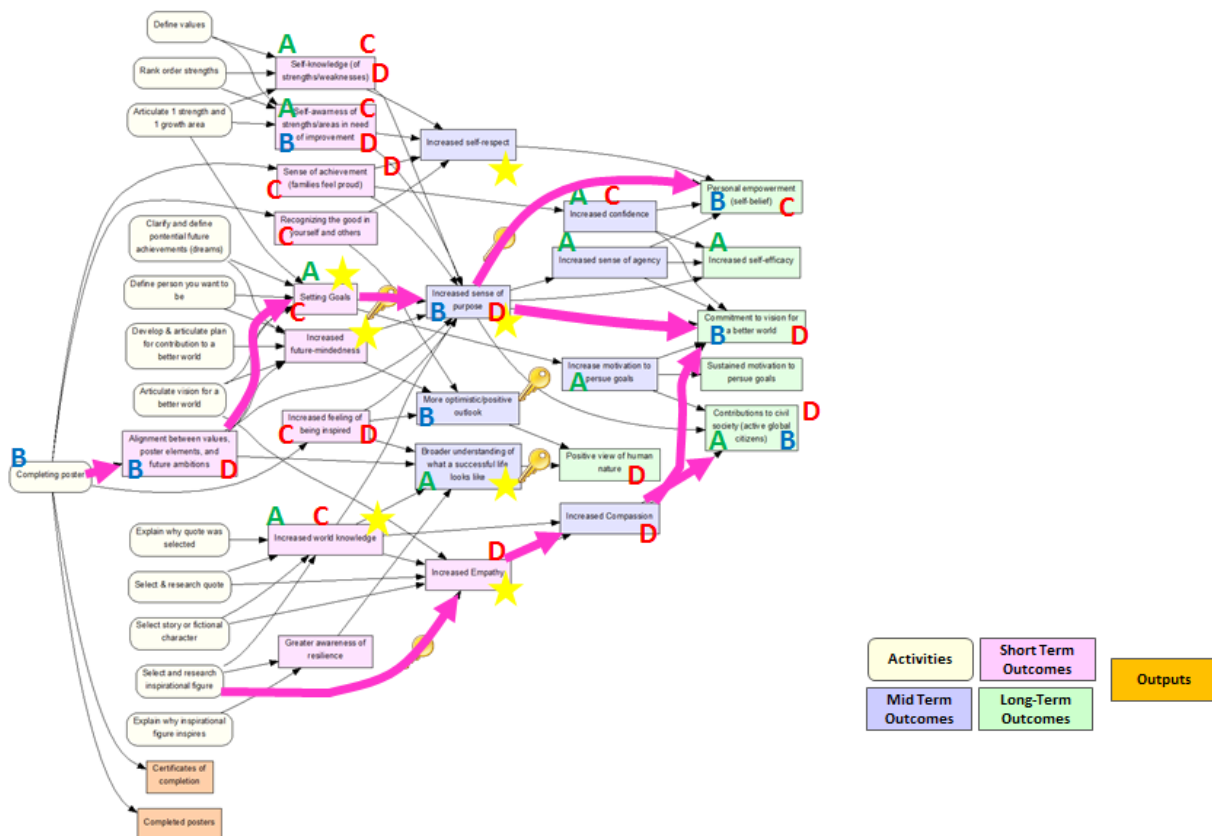 Define values
Rank order strengths
Articulate 1 strength and
1 growth area
A
C
Self-knowledge (of
strengths/weaknesses)
D
A
C
Self-awarness of
strengths/areas in need
of improvement
B
D
D
Sense of achievement
(families feel proud)
C
Recognizing the good in
yourself and others
C
Increased self-respect
Clarify and define
pontential future
achievements (dreams)
Define person you want to
be
Develop & articulate plan
for contribution to a
better world
Articulate vision for a
better world
A
Setting Goals
C
Increased
future-mindedness
B
Completing poster
Alignment between values,
poster elements, and
future ambitions
B
D
Increased feeling of
being inspired
C
D
Increased sense of
purpose
B
D
More optimistic/positive
outlook
B
Broader understanding of
what a successful life
looks like
A
A
C
Increased confidence
A
Increased sense of agency
Increase motivation to
persue goals
A
Personal empowerment
(self-belief)
B
C
A
Increased self-efficacy
Commitment to vision for
a better world
B
D
Sustained motivation to
persue goals
Contributions to civil
society (active global
citizens)
D
A
B
Positive view of human
nature
D
Increased Compassion
D
Explain why quote was
selected
Select & research quote
Select story or fictional
character
Select and research
inspirational figure
Explain why inspirational
figure inspires
A
C
Increased world knowledge
D
Increased Empathy
Greater awareness of
resilience
Certificates of
completion
Completed posters
Activities
Short Term
Outcomes
Mid Term
Outcomes
Long-Term
Outcomes
Outputs